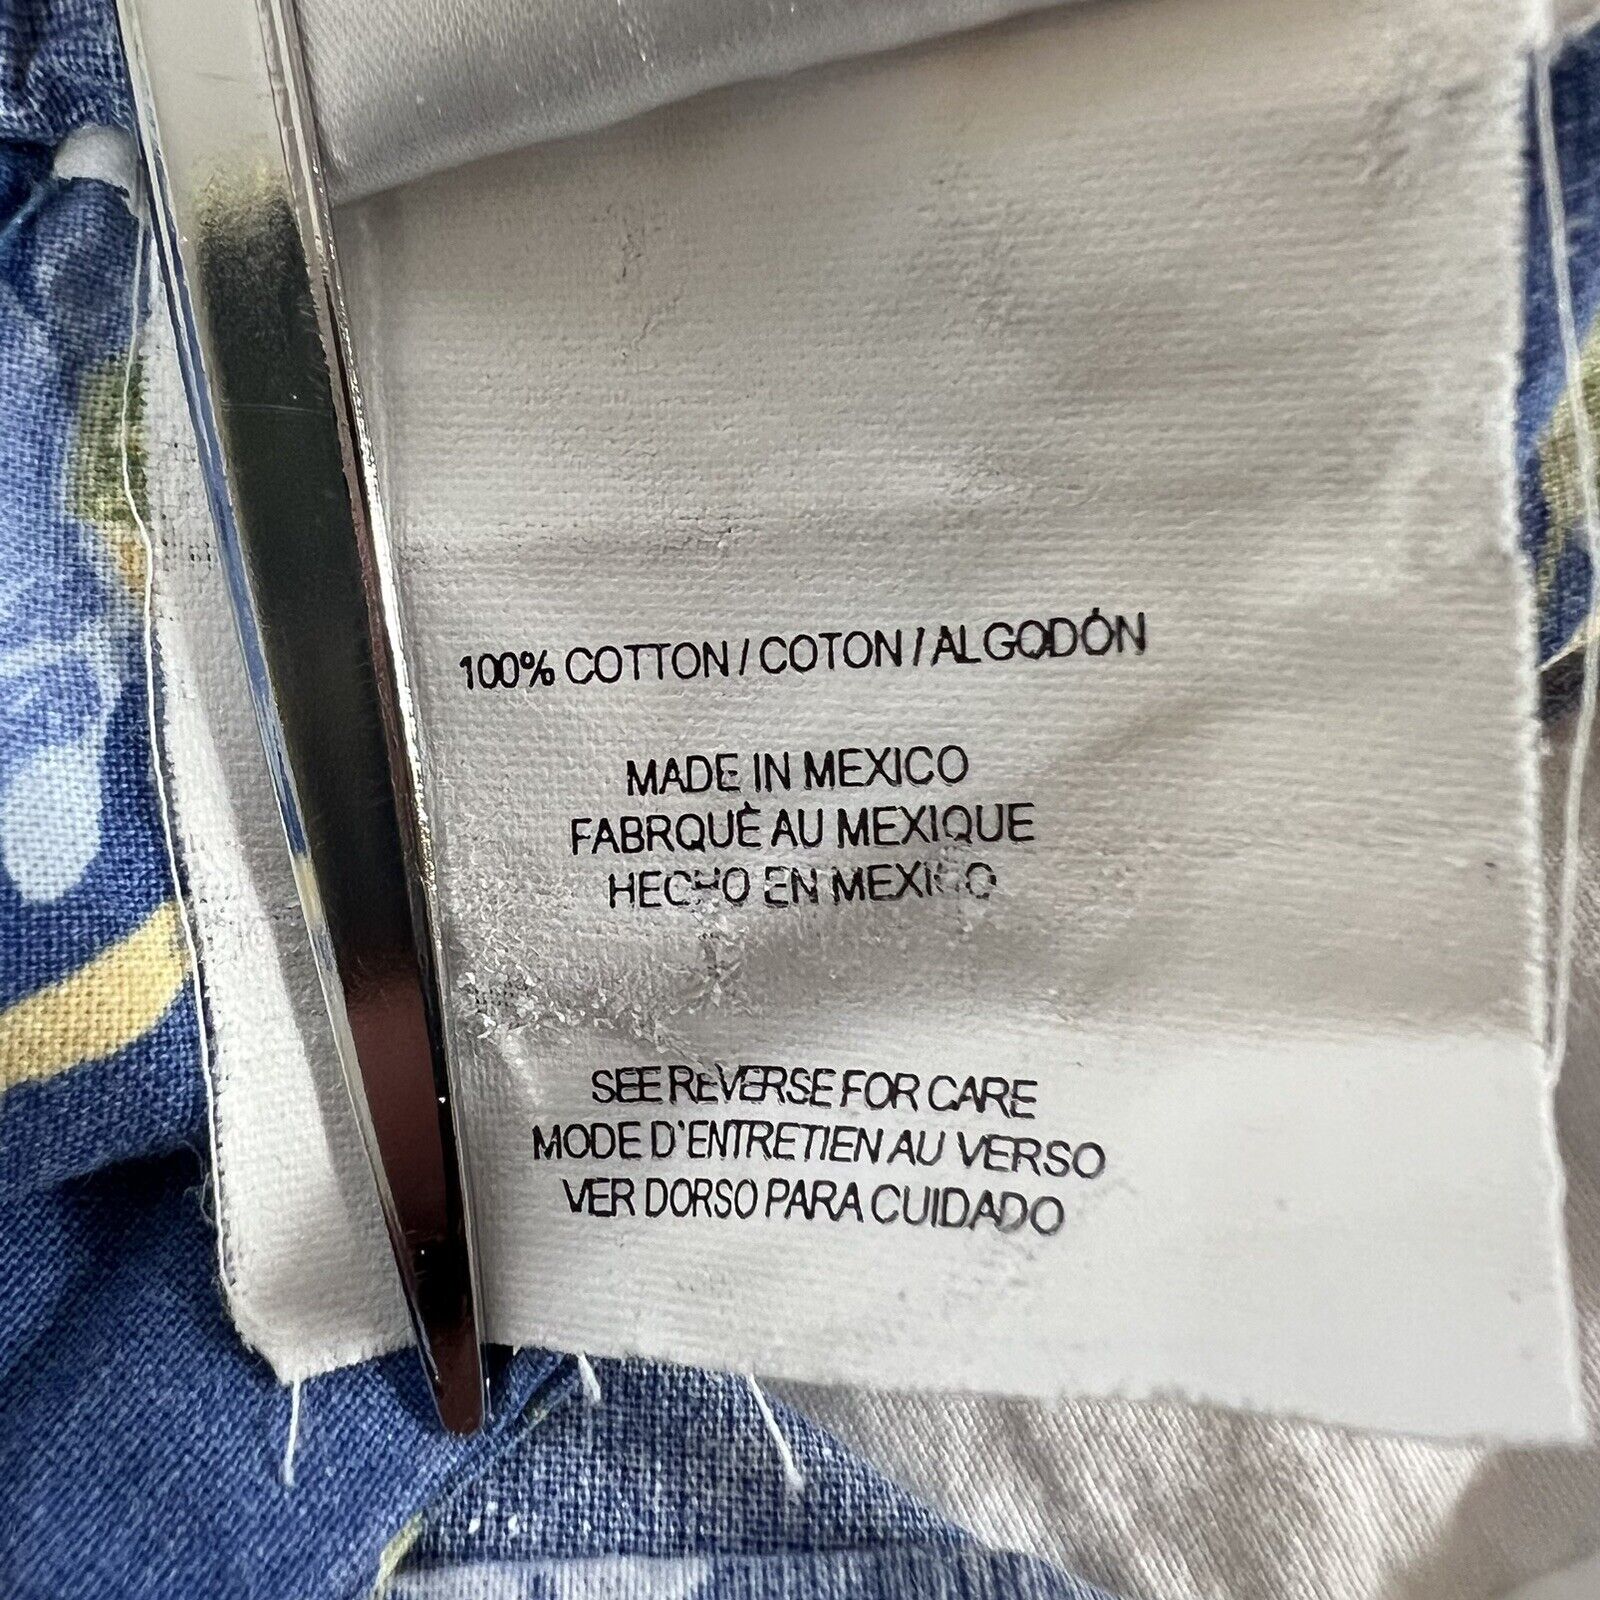 100% COTTON / COTON / ALGODÓN
MADE IN MEXICO
FABRQUÈ AU MEXIQUE
HECHO EN MEXICO
SEE REVERSE FOR CARE
MODE D'ENTRETIEN AU VERSO
VER DORSO PARA CUIDADO